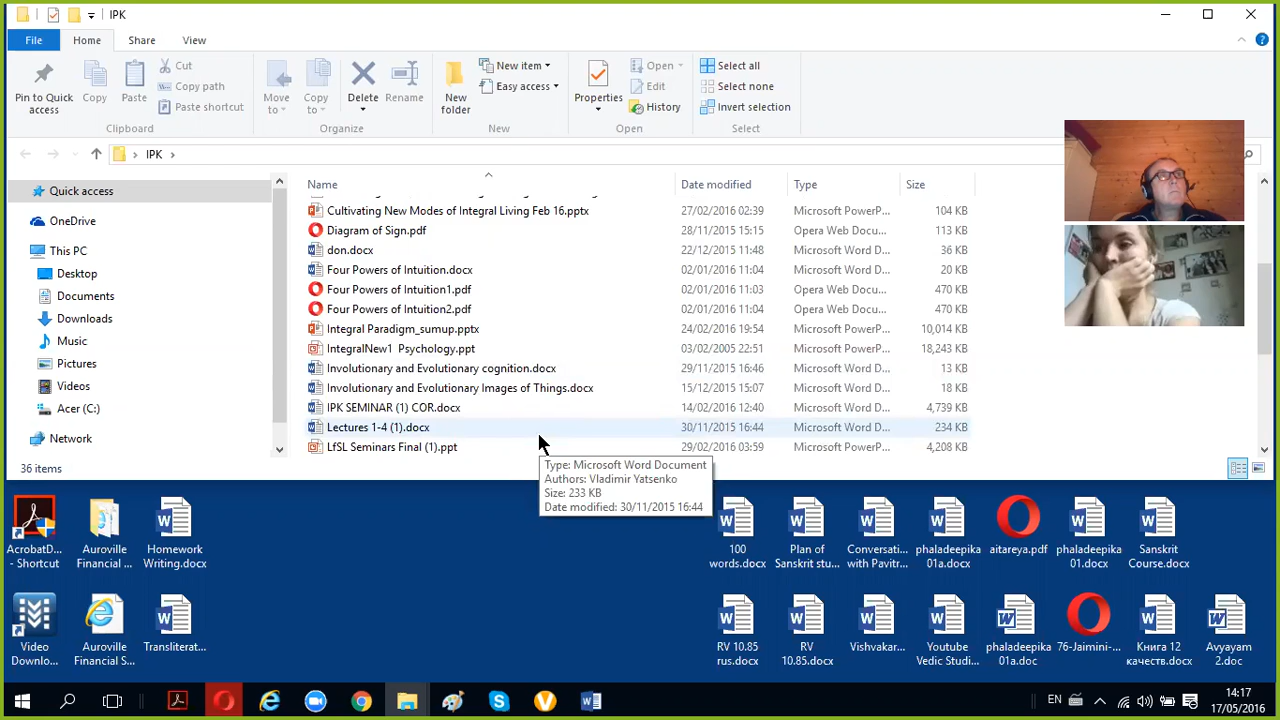 IPK
File Home Share View
Pin to Quick access
Copy
Paste
Cut
Copy path
Paste shortcut
Clipboard
Move to
Copy to
Delete
Rename
Organize
New folder
New item
Easy access
New
Properties
Open
Edit
History
Open
Select all
Select none
Invert selection
Select
IPK
Quick access
OneDrive
This PC
Desktop
Documents
Downloads
Music
Pictures
Videos
Acer (C:)
Network
Name Date modified Type Size
Cultivating New Modes of Integral Living Feb 16.pptx 27/02/2016 02:39 Microsoft PowerP... 104 KB
Diagram of Sign.pdf 28/11/2015 15:15 Opera Web Docu... 113 KB
don.docx 22/12/2015 11:48 Microsoft Word D... 36 KB
Four Powers of Intuition.docx 02/01/2016 11:04 Microsoft Word D... 20 KB
Four Powers of Intuition1.pdf 02/01/2016 11:03 Opera Web Docu... 470 KB
Four Powers of Intuition2.pdf 02/01/2016 11:04 Opera Web Docu... 470 KB
Integral Paradigm_sumup.pptx 24/02/2016 19:54 Microsoft PowerP... 10,014 KB
IntegralNew1 Psychology.ppt 03/02/2005 22:51 Microsoft PowerP... 18,243 KB
Involutionary and Evolutionary cognition.docx 29/11/2015 16:46 Microsoft Word D... 13 KB
Involutionary and Evolutionary Images of Things.docx 15/12/2015 15:07 Microsoft Word D... 18 KB
IPK SEMINAR (1) COR.docx 14/02/2016 12:40 Microsoft Word D... 4,739 KB
Lectures 1-4 (1).docx 30/11/2015 16:44 Microsoft Word D... 234 KB
LfSL Seminars Final (1).ppt 29/02/2016 03:59 Microsoft PowerP... 4,208 KB
Type: Microsoft Word Document
Authors: Vladimir Yatsenko
Size: 233 KB
Date modified: 30/11/2015 16:44
36 items
AcrobatD... - Shortcut
Auroville Financial ...
Homework Writing.docx
100 words.docx
Plan of Sanskrit stu...
Conversati... with Pavitr...
phaladeepika 01a.docx
aitareya.pdf
phaladeepika 01.docx
Sanskrit Course.docx
Video Downlo...
Auroville Financial S...
Transliterat...
RV 10.85 rus.docx
RV 10.85.docx
Vishvakar...
Youtube Vedic Studi...
phaladeepika 01a.doc
76-Jaimini-...
Книга 12 качеств.docx
Avyayam 2.doc
EN
14:17
17/05/2016